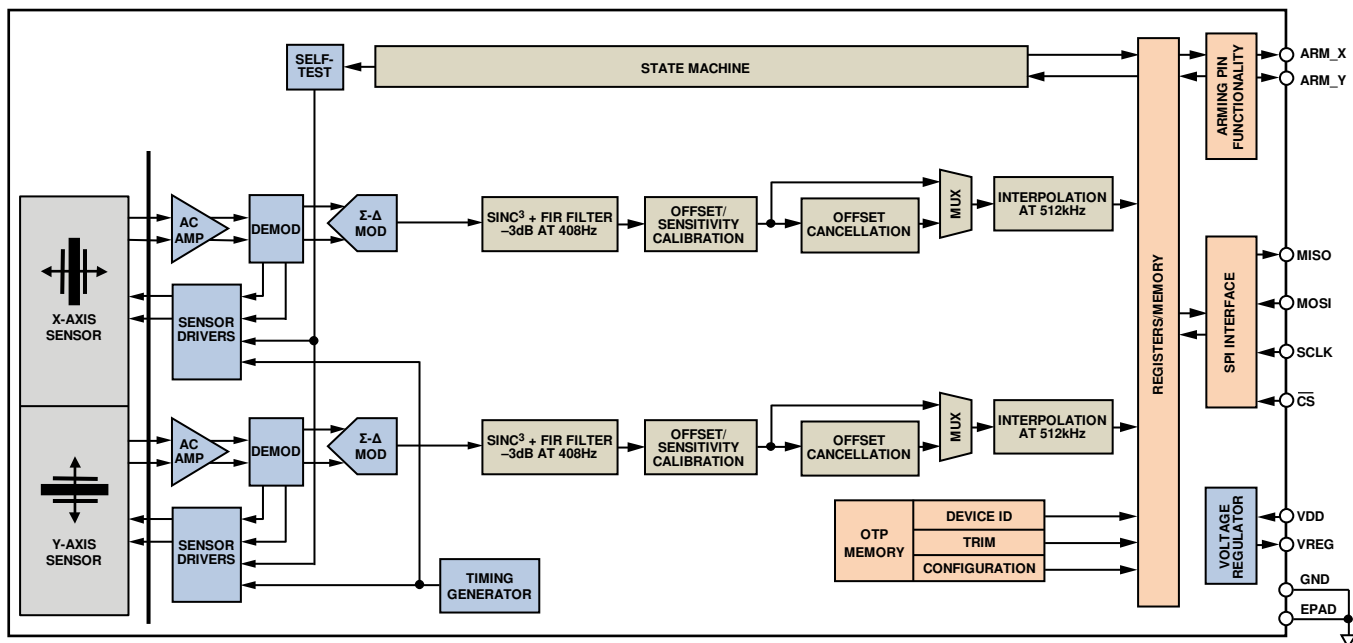 SELF-
TEST
STATE MACHINE
ARMING PIN
FUNCTIONALITY
ARM_X
ARM_Y
X-AXIS
SENSOR
AC
AMP
DEMOD
Σ-Δ
MOD
SINC³ + FIR FILTER
–3dB AT 408Hz
OFFSET/
SENSITIVITY
CALIBRATION
OFFSET
CANCELLATION
MUX
INTERPOLATION
AT 512kHz
SENSOR
DRIVERS
REGISTERS/MEMORY
SPI INTERFACE
MISO
MOSI
SCLK
C̅S̅
Y-AXIS
SENSOR
AC
AMP
DEMOD
Σ-Δ
MOD
SINC³ + FIR FILTER
–3dB AT 408Hz
OFFSET/
SENSITIVITY
CALIBRATION
OFFSET
CANCELLATION
MUX
INTERPOLATION
AT 512kHz
SENSOR
DRIVERS
TIMING
GENERATOR
OTP
MEMORY
DEVICE ID
TRIM
CONFIGURATION
VOLTAGE
REGULATOR
VDD
VREG
GND
EPAD